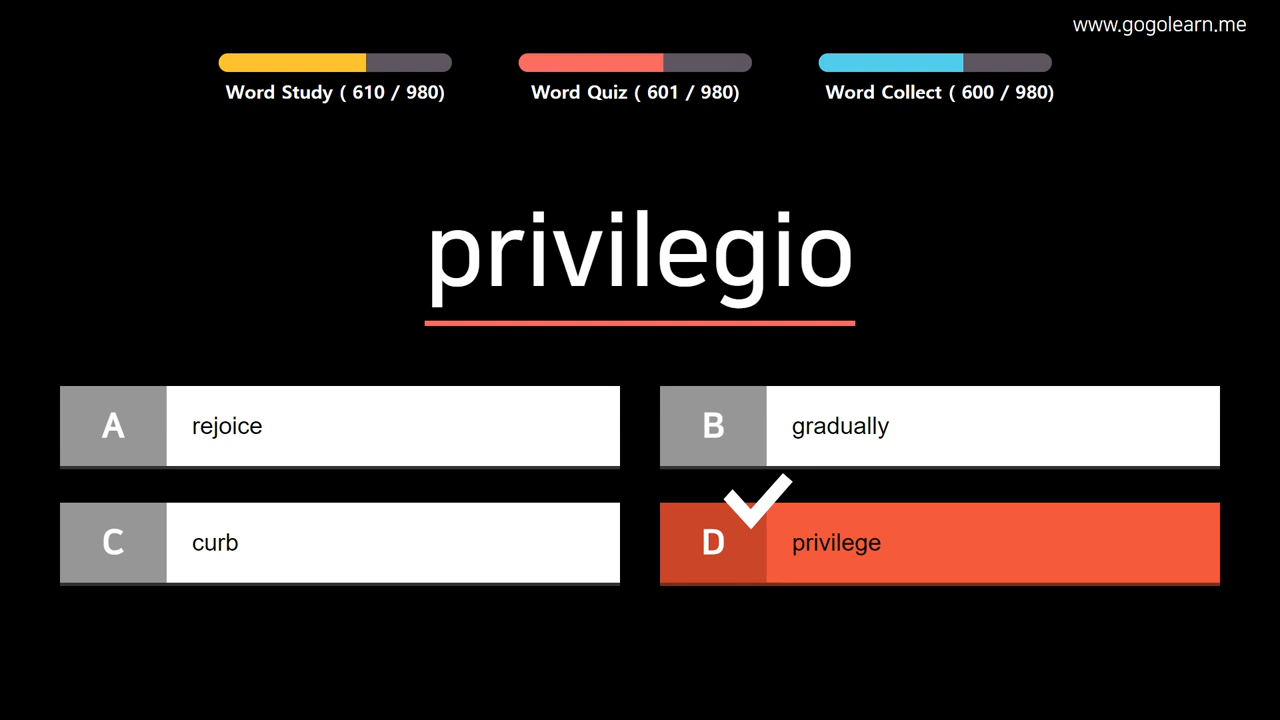 www.gogolearn.me
Word Study ( 610 / 980)
Word Quiz ( 601 / 980)
Word Collect ( 600 / 980)
privilegio
A rejoice
B gradually
C curb
D privilege